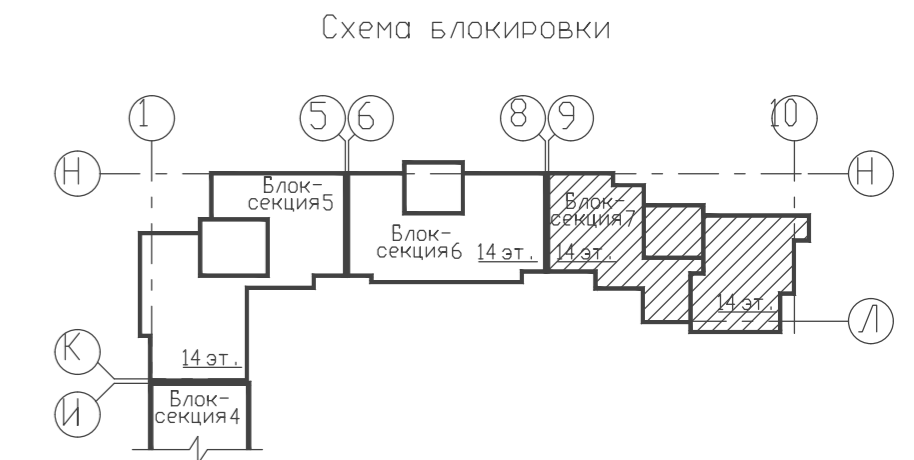 Схема блокировки
1
5
6
8
9
10
Н
Н
Блок-
секция5
Блок-
секция6
14 эт.
Блок-
секция7
14 эт.
14 эт.
Л
К
14 эт.
И
Блок-
секция4